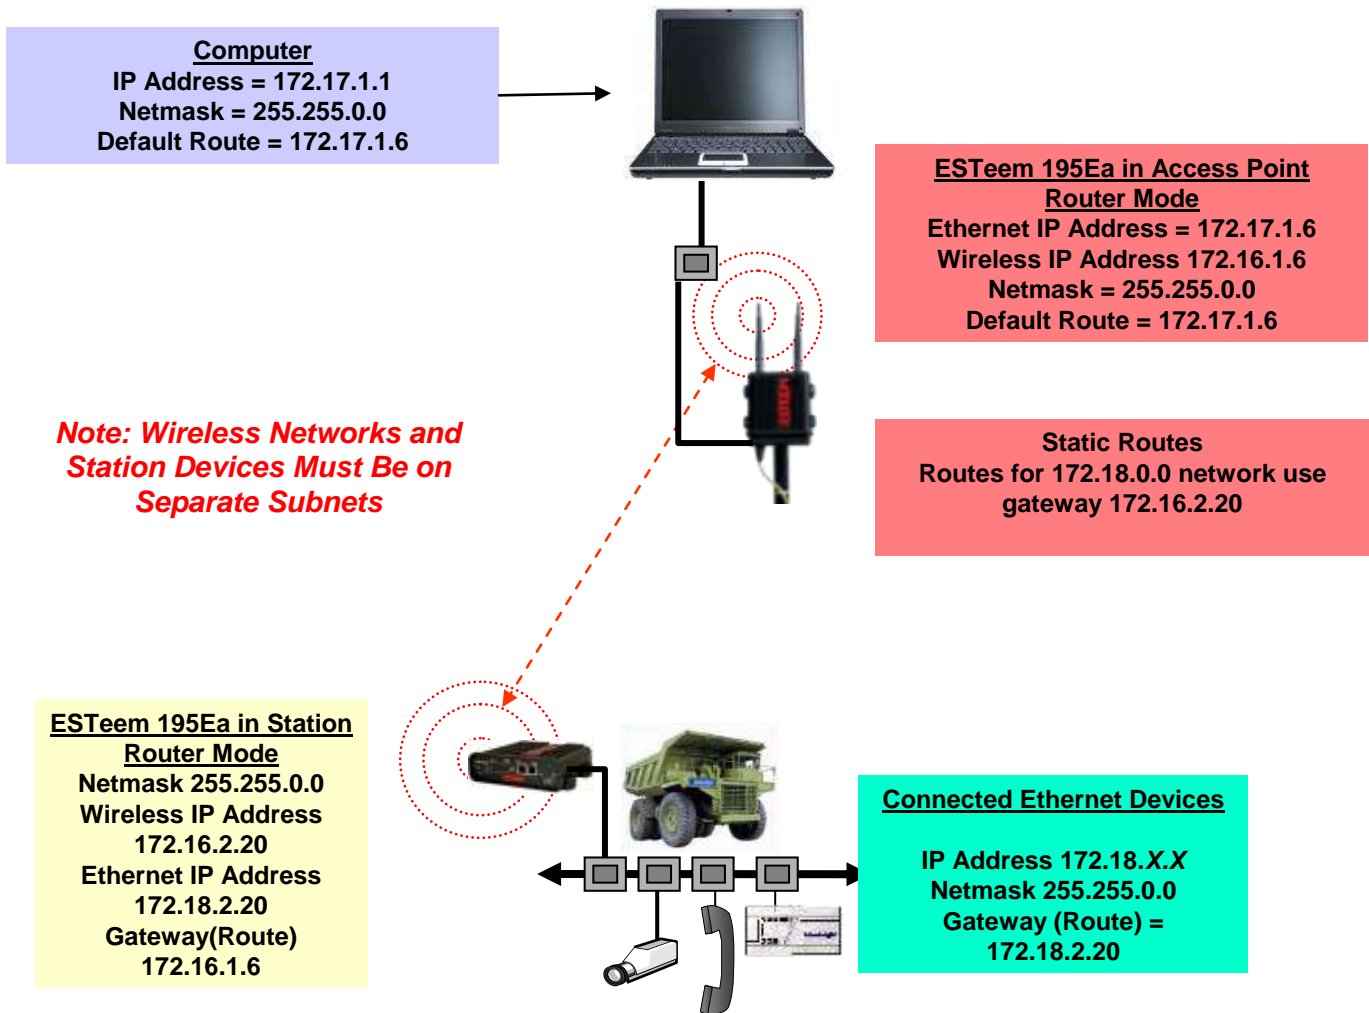 Computer
IP Address = 172.17.1.1
Netmask = 255.255.0.0
Default Route = 172.17.1.6
ESTeem 195Ea in Access Point
Router Mode
Ethernet IP Address = 172.17.1.6
Wireless IP Address 172.16.1.6
Netmask = 255.255.0.0
Default Route = 172.17.1.6
Note: Wireless Networks and
Station Devices Must Be on
Separate Subnets
Static Routes
Routes for 172.18.0.0 network use
gateway 172.16.2.20
ESTeem 195Ea in Station
Router Mode
Netmask 255.255.0.0
Wireless IP Address
172.16.2.20
Ethernet IP Address
172.18.2.20
Gateway(Route)
172.16.1.6
Connected Ethernet Devices
IP Address 172.18.X.X
Netmask 255.255.0.0
Gateway (Route) =
172.18.2.20